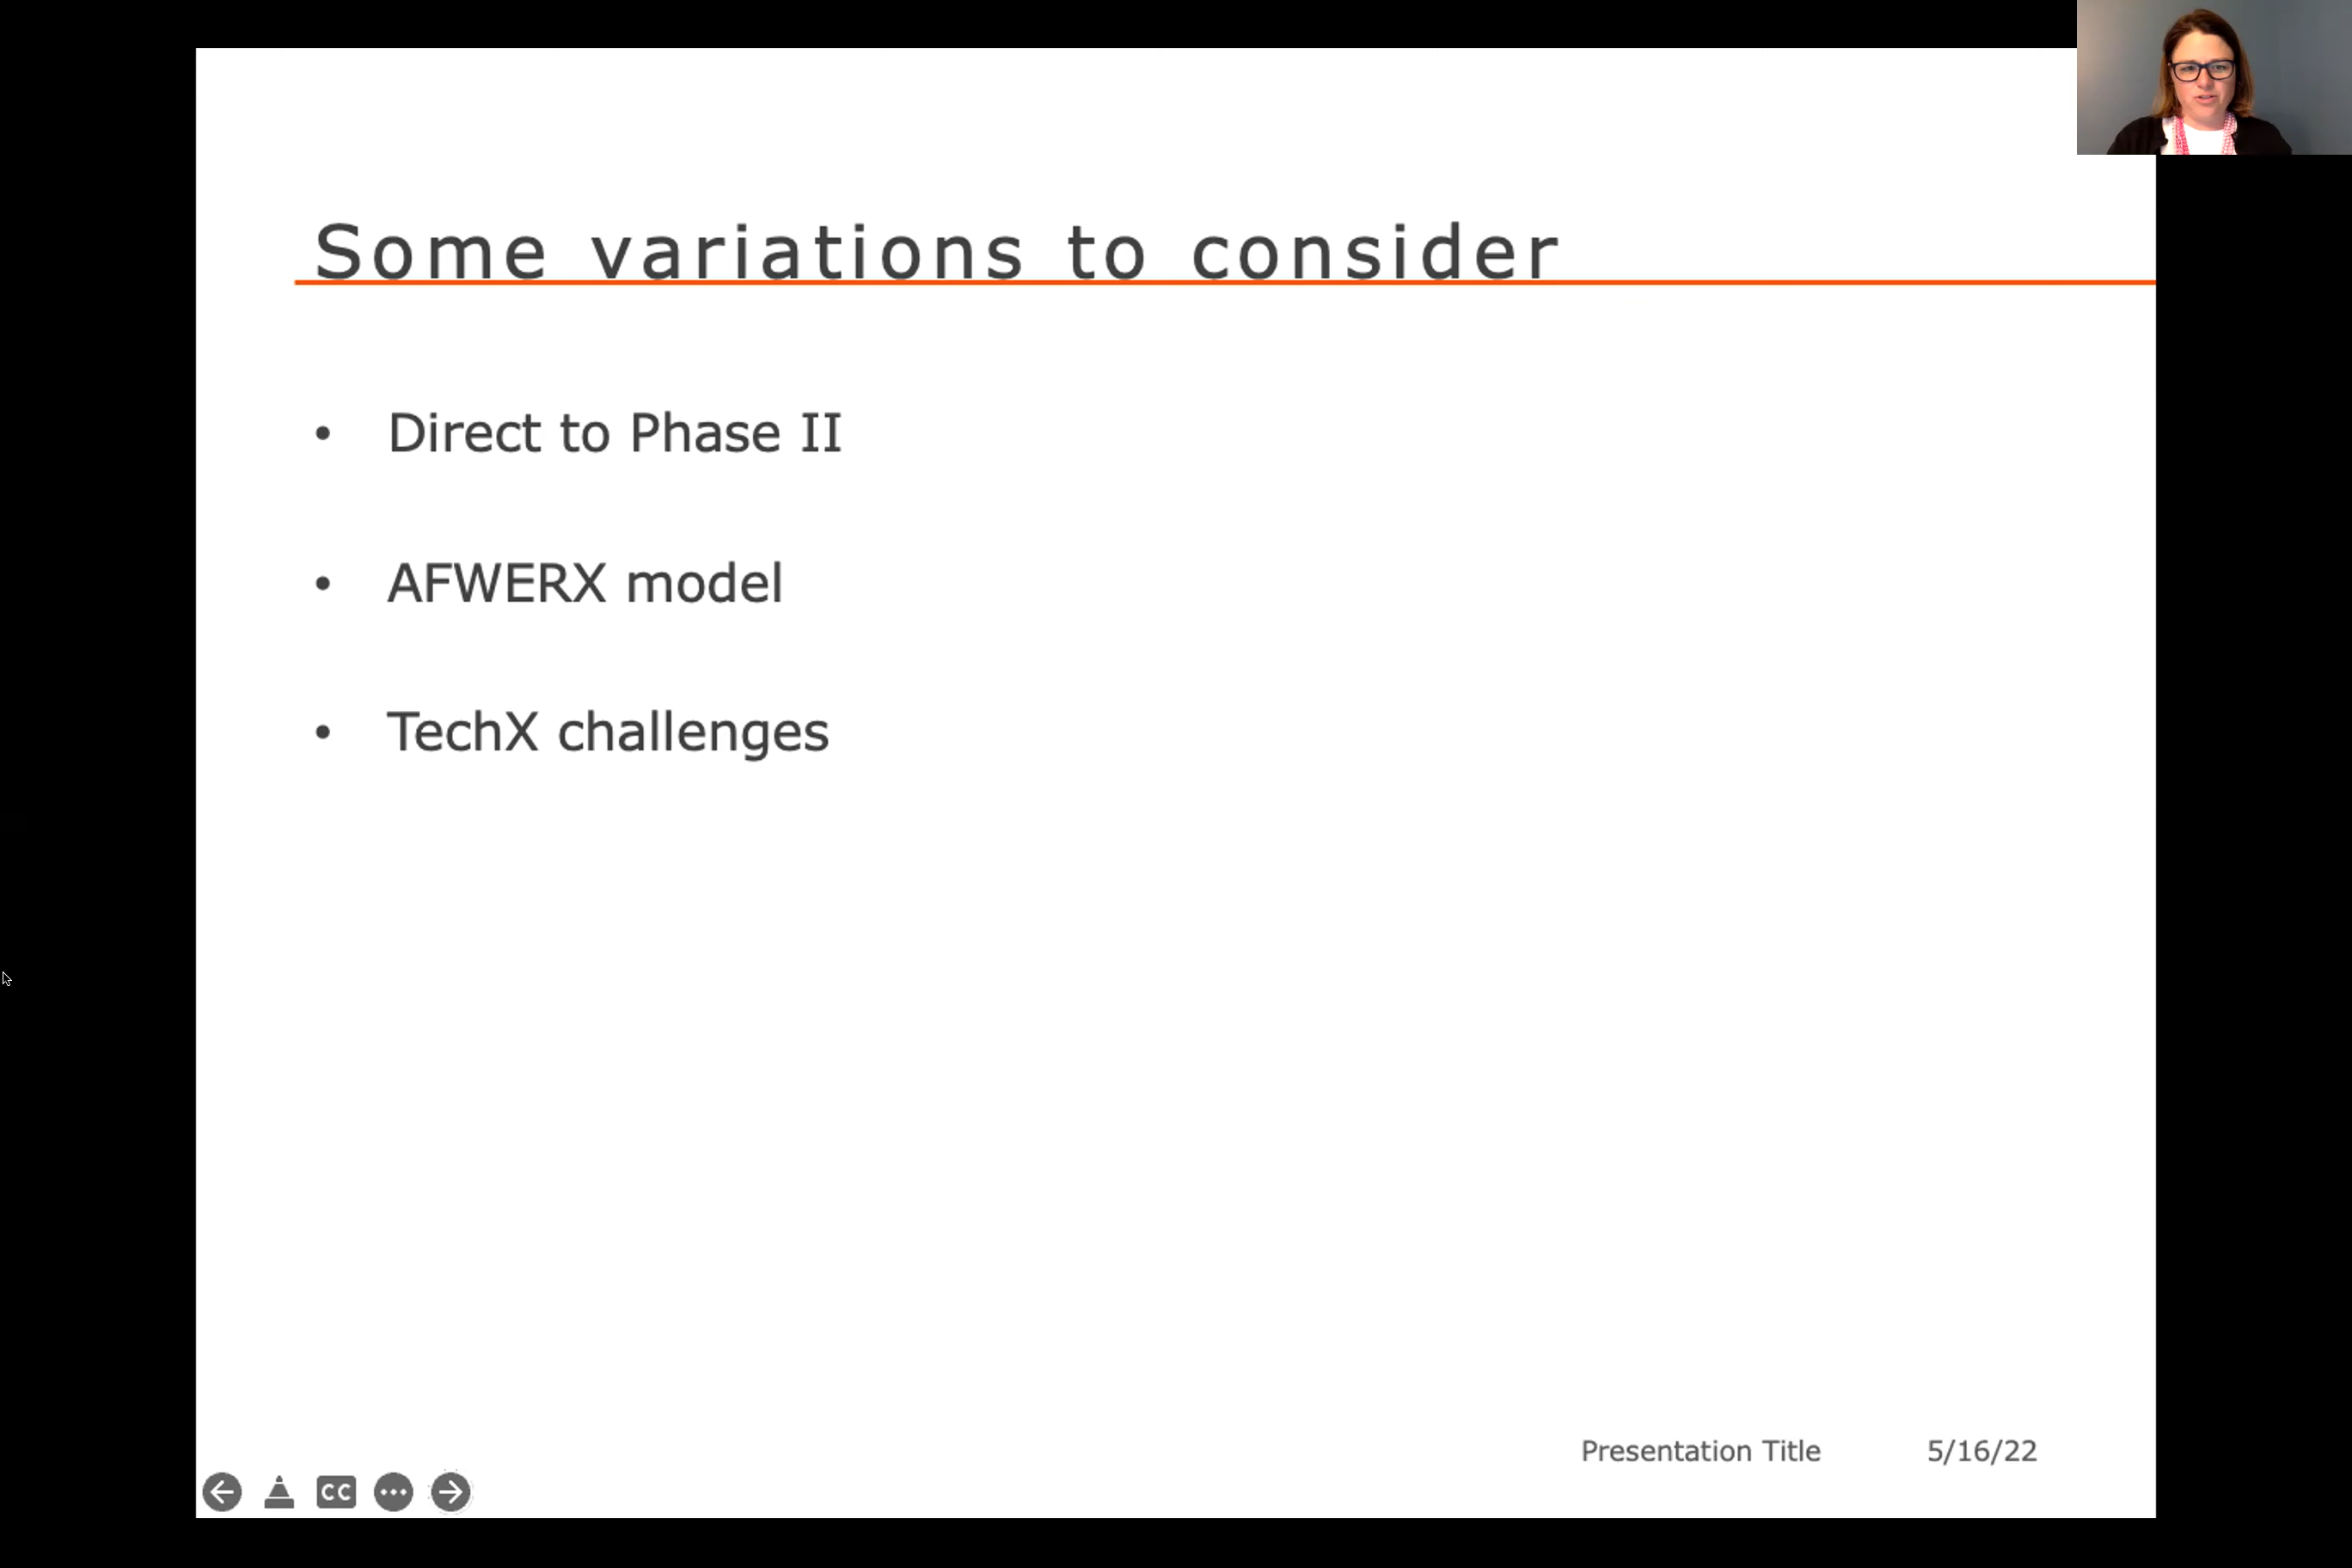 Some variations to consider
• Direct to Phase II
• AFWERX model
• TechX challenges
Presentation Title 5/16/22
CC